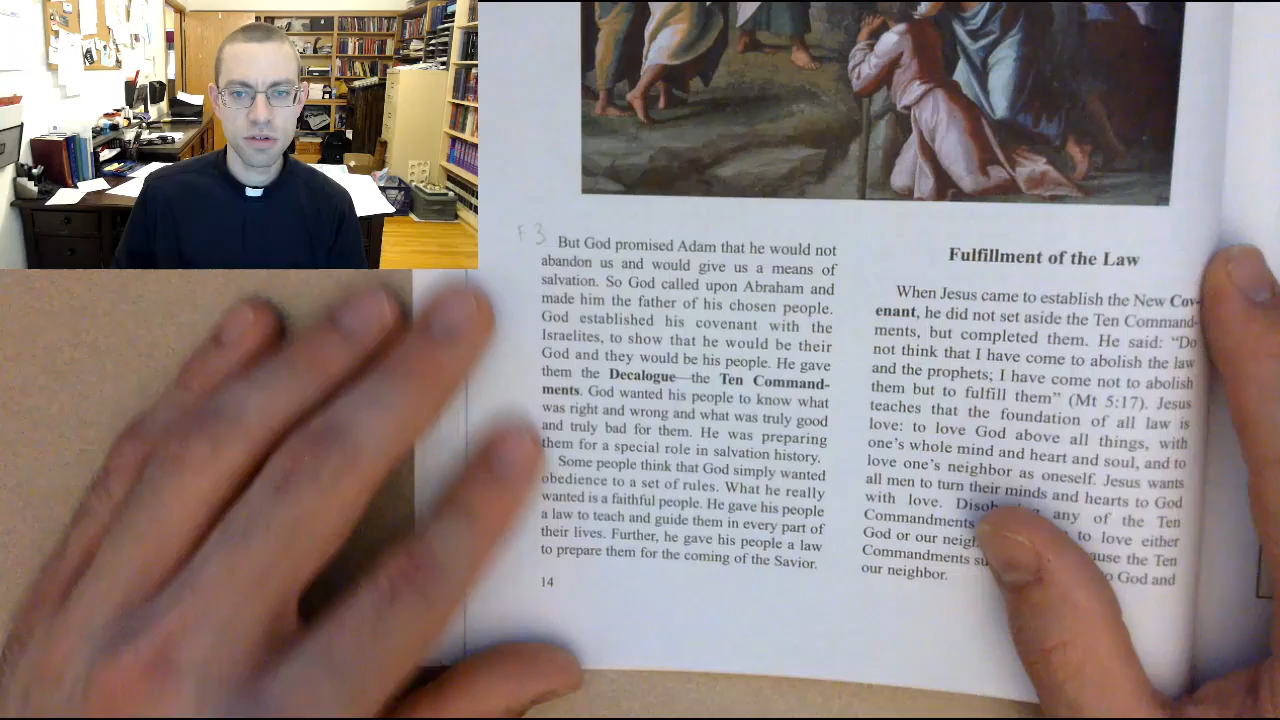 F 3
But God promised Adam that he would not
abandon us and would give us a means of
salvation. So God called upon Abraham and
made him the father of his chosen people.
God established his covenant with the
Israelites, to show that he would be their
God and they would be his people. He gave
them the Decalogue—the Ten Command-
ments. God wanted his people to know what
was right and wrong and what was truly good
and truly bad for them. He was preparing
them for a special role in salvation history.
Some people think that God simply wanted
obedience to a set of rules. What he really
wanted is a faithful people. He gave his people
a law to teach and guide them in every part of
their lives. Further, he gave his people a law
to prepare them for the coming of the Savior.
14
Fulfillment of the Law
When Jesus came to establish the New Cov-
enant, he did not set aside the Ten Command-
ments, but completed them. He said: “Do
not think that I have come to abolish the law
and the prophets; I have come not to abolish
them but to fulfill them” (Mt 5:17). Jesus
teaches that the foundation of all law is
love: to love God above all things, with
one’s whole mind and heart and soul, and to
love one’s neighbor as oneself. Jesus wants
all men to turn their minds and hearts to God
with love. any of the Ten
Commandments to love either
God or our the Ten
Commandments God and
our neighbor.